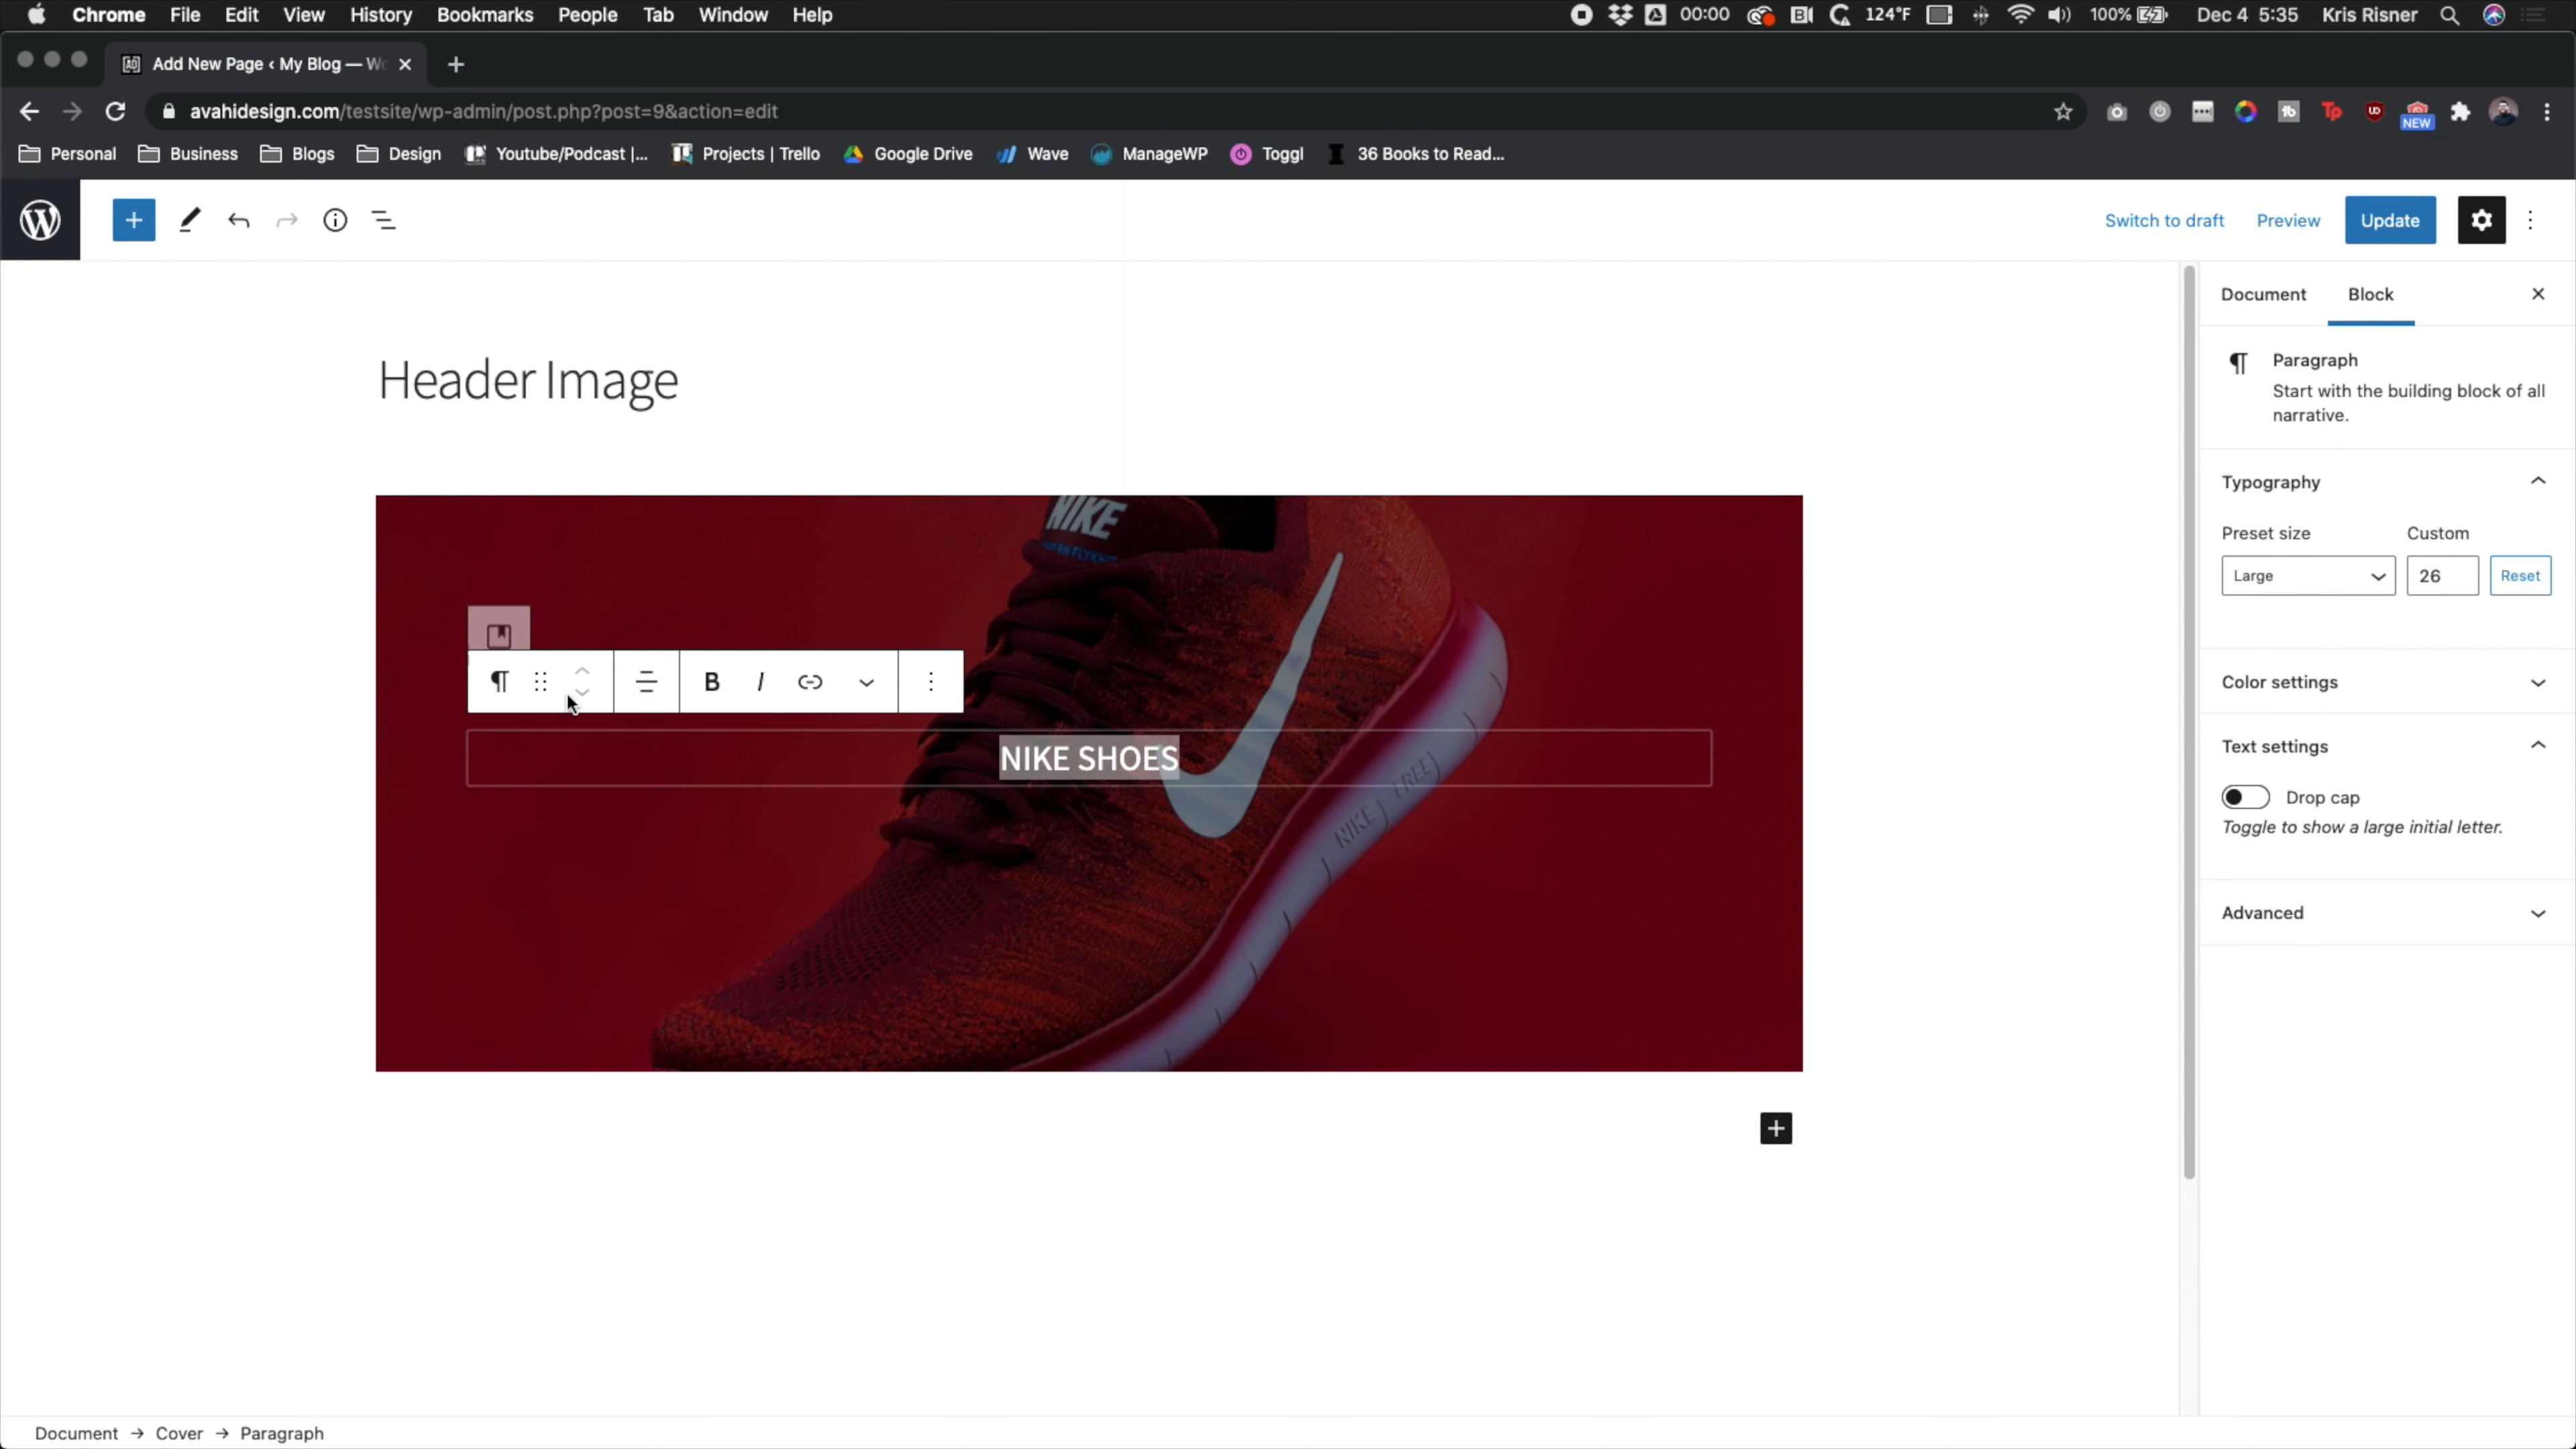 Chrome File Edit View History Bookmarks People Tab Window Help 00:00 124°F 100% Dec 4 5:35 Kris Risner
Add New Page ‹ My Blog — Wo
avahidesign.com/testsite/wp-admin/post.php?post=9&action=edit
NEW
Personal Business Blogs Design Youtube/Podcast |... Projects | Trello Google Drive Wave ManageWP Toggl 36 Books to Read...
Switch to draft Preview Update
Document Block
Header Image
Paragraph
Start with the building block of all
narrative.
Typography
Preset size Custom
Large 26 Reset
NIKE
B I
NIKE SHOES
NIKE FREE
Color settings
Text settings
Drop cap
Toggle to show a large initial letter.
Advanced
Document → Cover → Paragraph